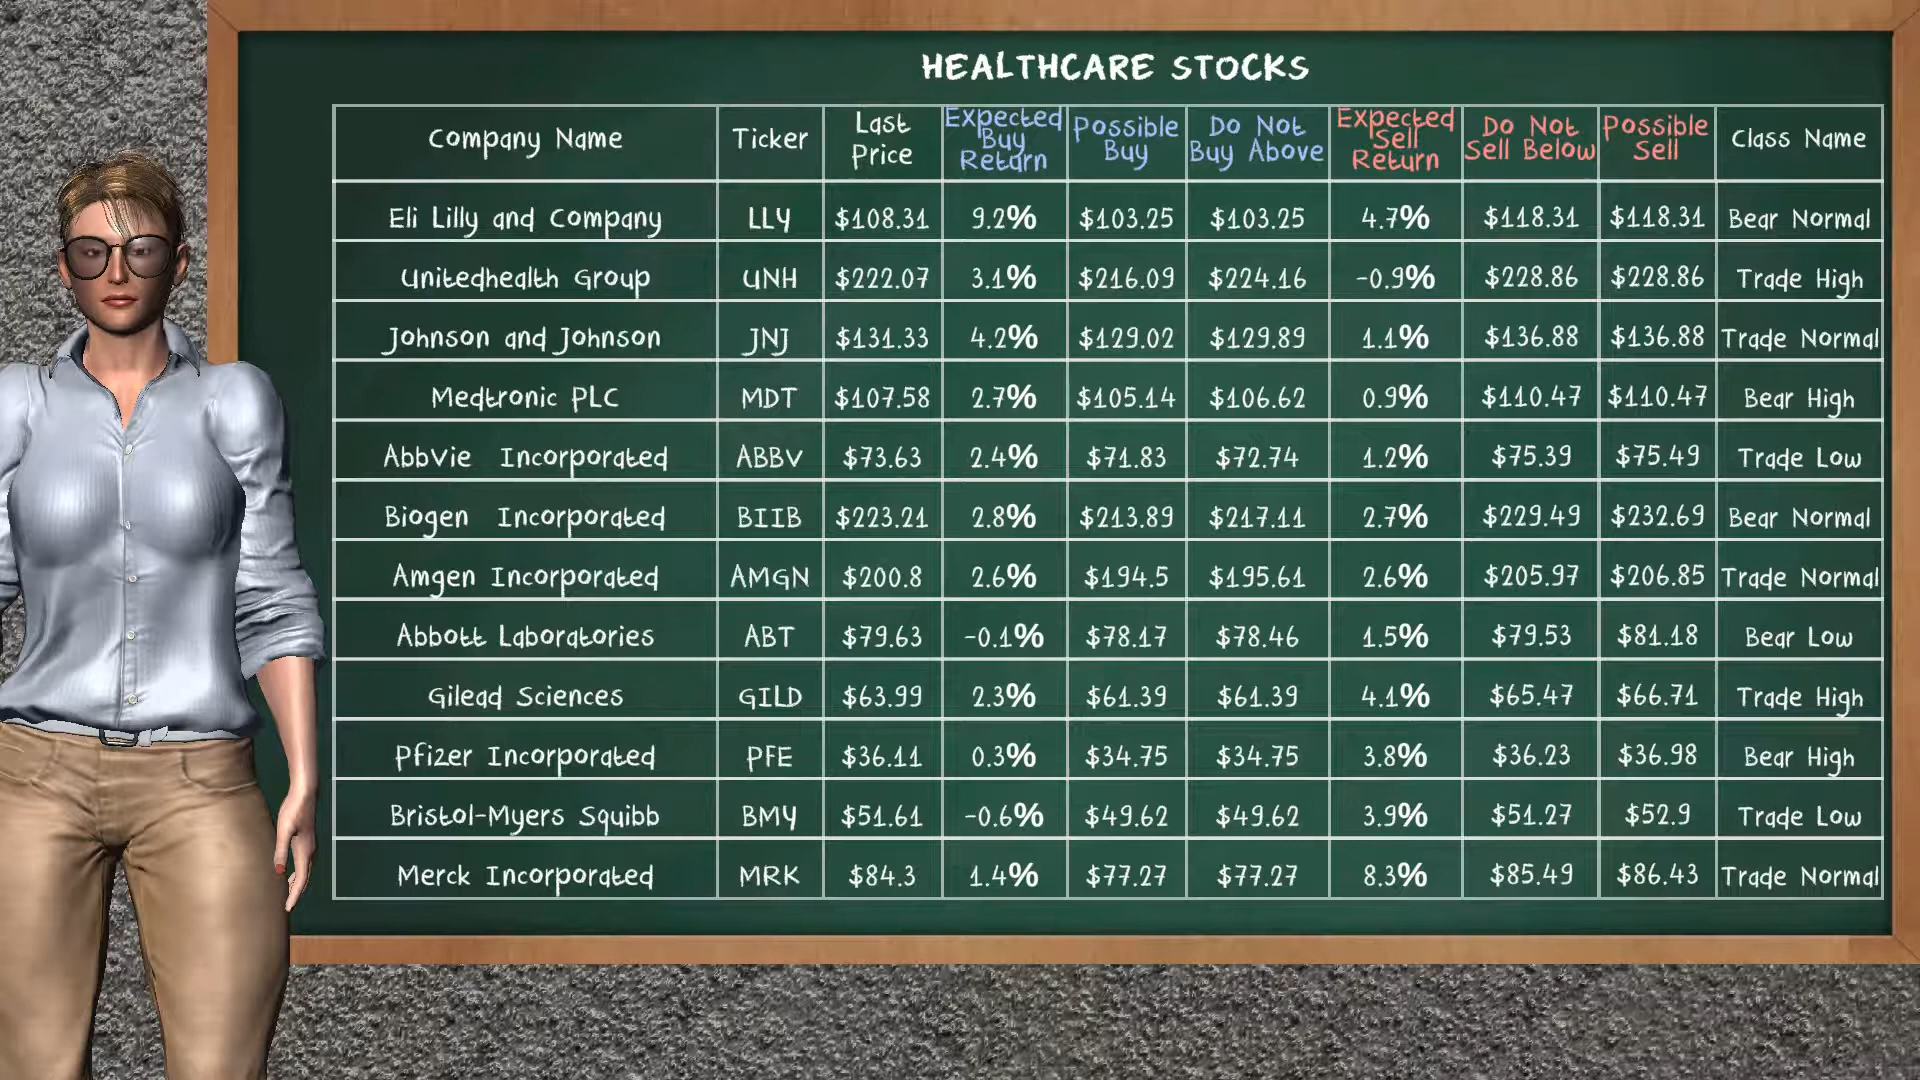 HEALTHCARE STOCKS
Company Name Ticker Last Price Expected Buy Return Possible Buy Do Not Buy Above Expected Sell Return Do Not Sell Below Possible Sell Class Name
Eli Lilly and Company LLY $108.31 9.2% $103.25 $103.25 4.7% $118.31 $118.31 Bear Normal
Unitedhealth Group UNH $222.07 3.1% $216.09 $224.16 -0.9% $228.86 $228.86 Trade High
Johnson and Johnson JNJ $131.33 4.2% $129.02 $129.89 1.1% $136.88 $136.88 Trade Normal
Medtronic PLC MDT $107.58 2.7% $105.14 $106.62 0.9% $110.47 $110.47 Bear High
AbbVie Incorporated ABBV $73.63 2.4% $71.83 $72.74 1.2% $75.39 $75.49 Trade Low
Biogen Incorporated BIIB $223.21 2.8% $213.89 $217.11 2.7% $229.49 $232.69 Bear Normal
Amgen Incorporated AMGN $200.8 2.6% $194.5 $195.61 2.6% $205.97 $206.85 Trade Normal
Abbott Laboratories ABT $79.63 -0.1% $78.17 $78.46 1.5% $79.53 $81.18 Bear Low
Gilead Sciences GILD $63.99 2.3% $61.39 $61.39 4.1% $65.47 $66.71 Trade High
Pfizer Incorporated PFE $36.11 0.3% $34.75 $34.75 3.8% $36.23 $36.98 Bear High
Bristol-Myers Squibb BMY $51.61 -0.6% $49.62 $49.62 3.9% $51.27 $52.9 Trade Low
Merck Incorporated MRK $84.3 1.4% $77.27 $77.27 8.3% $85.49 $86.43 Trade Normal